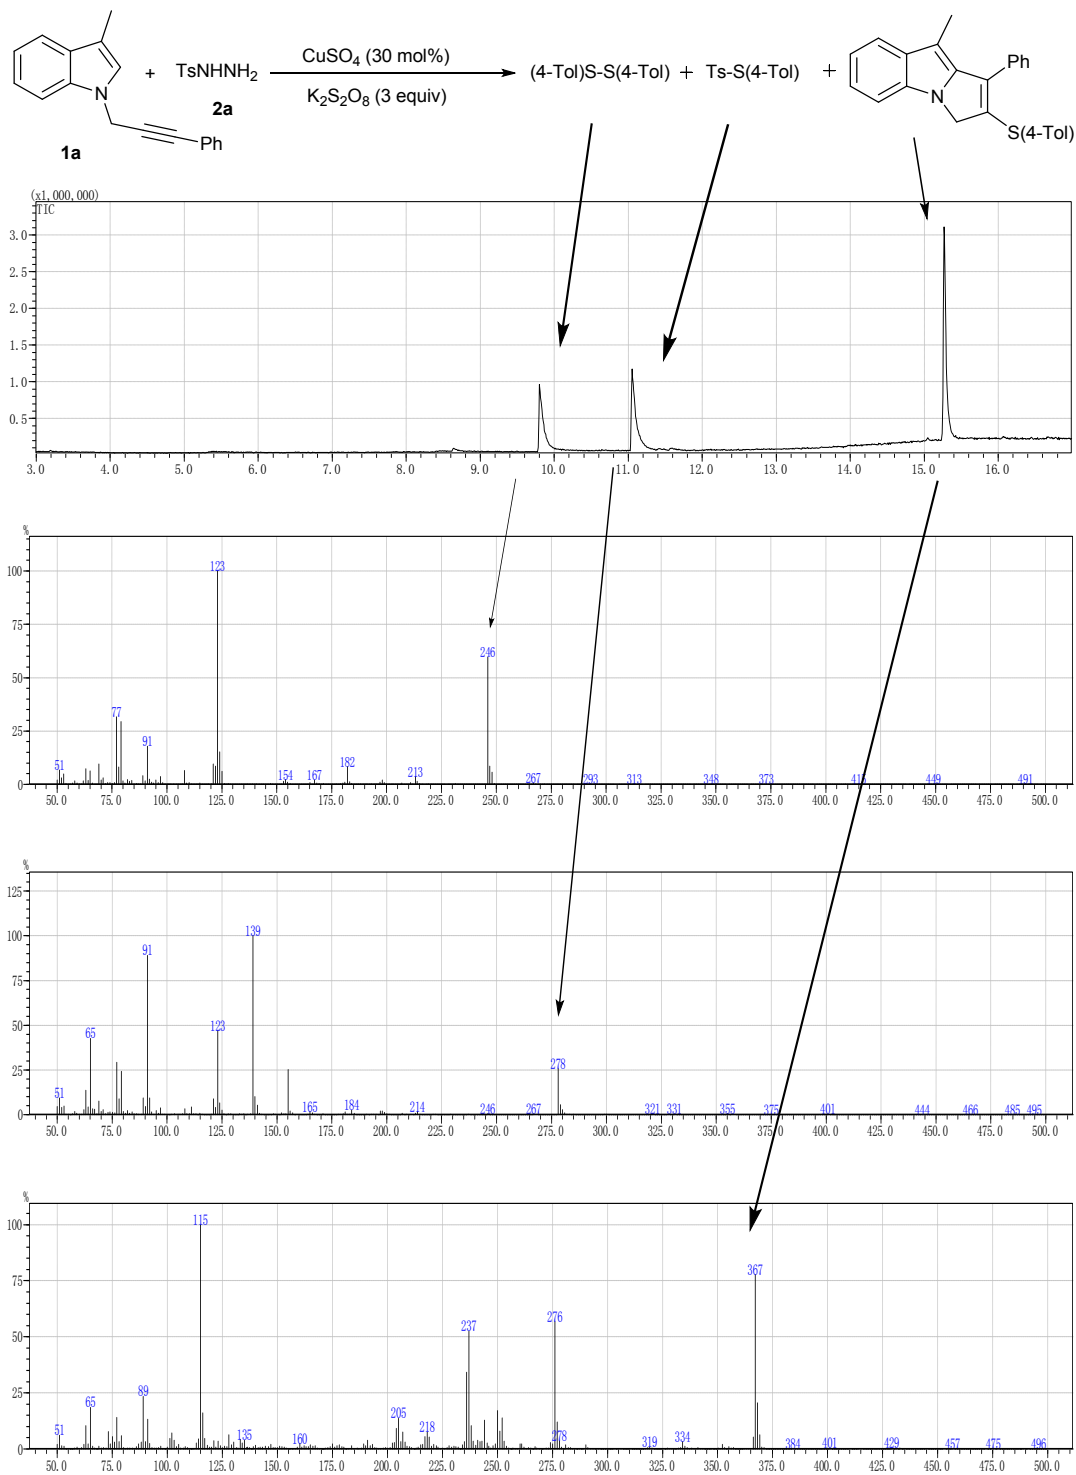 CuSO4 (30 mol%)
+ TsNHNH2 (4-Tol)S-S(4-Tol) + Ts-S(4-Tol) +
Ph
N N
2a K2S2O8 (3 equiv)
S(4-Tol)
Ph
1a
(x1,000,000)
TIC
3.0
2.5
2.0
1.5
1.0
0.5
3.0 4.0 5.0 6.0 7.0 8.0 9.0 10.0 11.0 12.0 13.0 14.0 15.0 16.0
%
100 123
75
246
50
77
25 91
51 154 167 182 213 267 293 313 348 373 415 449 491
0
50.0 75.0 100.0 125.0 150.0 175.0 200.0 225.0 250.0 275.0 300.0 325.0 350.0 375.0 400.0 425.0 450.0 475.0 500.0
%
125
100 139
91
75
50 65 123
278
25
51 165 184 214 246 267 321 331 355 375 401 444 466 485 495
0
50.0 75.0 100.0 125.0 150.0 175.0 200.0 225.0 250.0 275.0 300.0 325.0 350.0 375.0 400.0 425.0 450.0 475.0 500.0
%
100 115
75 367
50 237 276
25 65 89
51 135 160 205 218 278 319 334 384 401 429 457 475 496
0
50.0 75.0 100.0 125.0 150.0 175.0 200.0 225.0 250.0 275.0 300.0 325.0 350.0 375.0 400.0 425.0 450.0 475.0 500.0